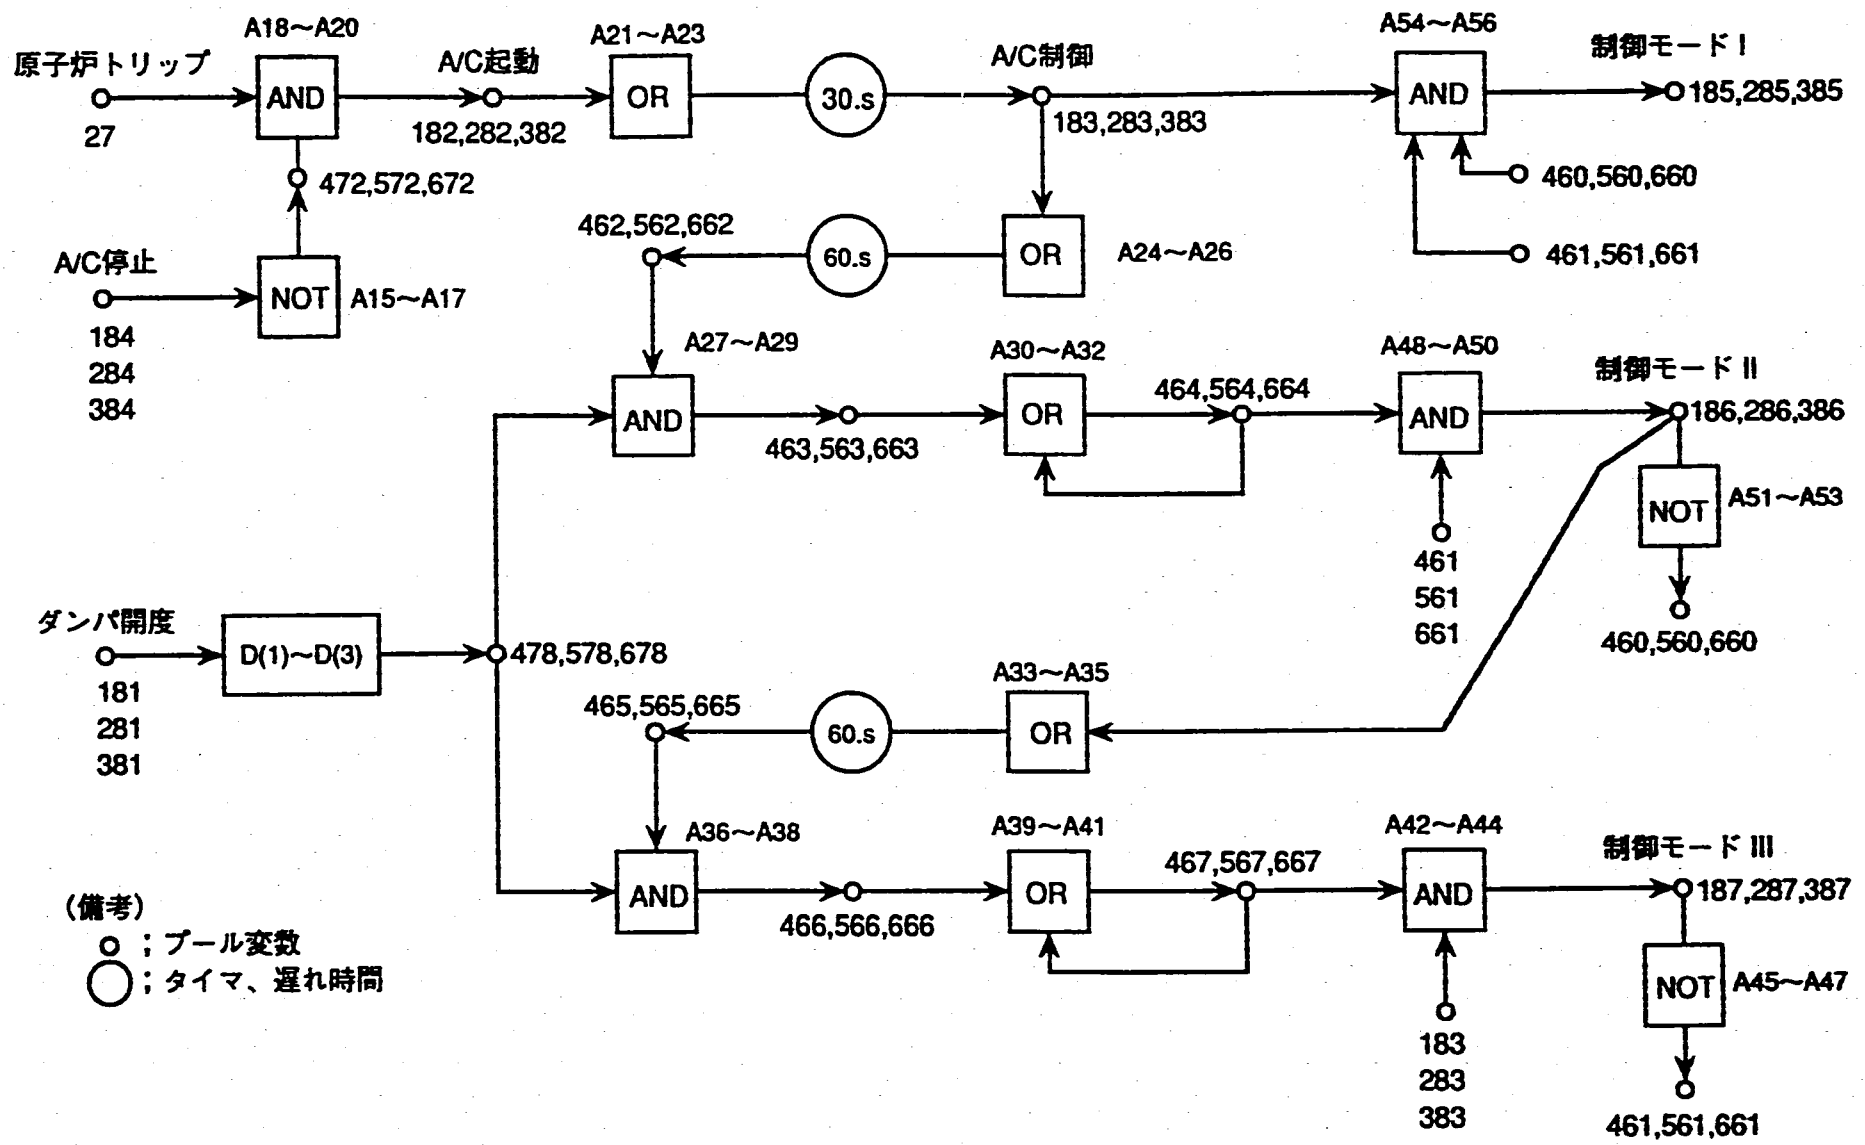 A18～A20
A21～A23
A54～A56
原子炉トリップ
A/C起動
A/C制御
制御モード I
AND
OR
30.s
AND
185,285,385
27
182,282,382
183,283,383
472,572,672
460,560,660
462,562,662
A/C停止
60.s
OR
A24～A26
461,561,661
NOT
A15～A17
184
284
384
A27～A29
A30～A32
A48～A50
制御モード II
464,564,664
186,286,386
AND
OR
AND
463,563,663
NOT
A51～A53
461
561
661
ダンパ開度
D(1)～D(3)
478,578,678
460,560,660
181
281
381
A33～A35
465,565,665
60.s
OR
A36～A38
A39～A41
A42～A44
制御モード III
467,567,667
187,287,387
AND
OR
AND
466,566,666
NOT
A45～A47
183
283
383
461,561,661
(備考)
；ブール変数
；タイマ、遅れ時間